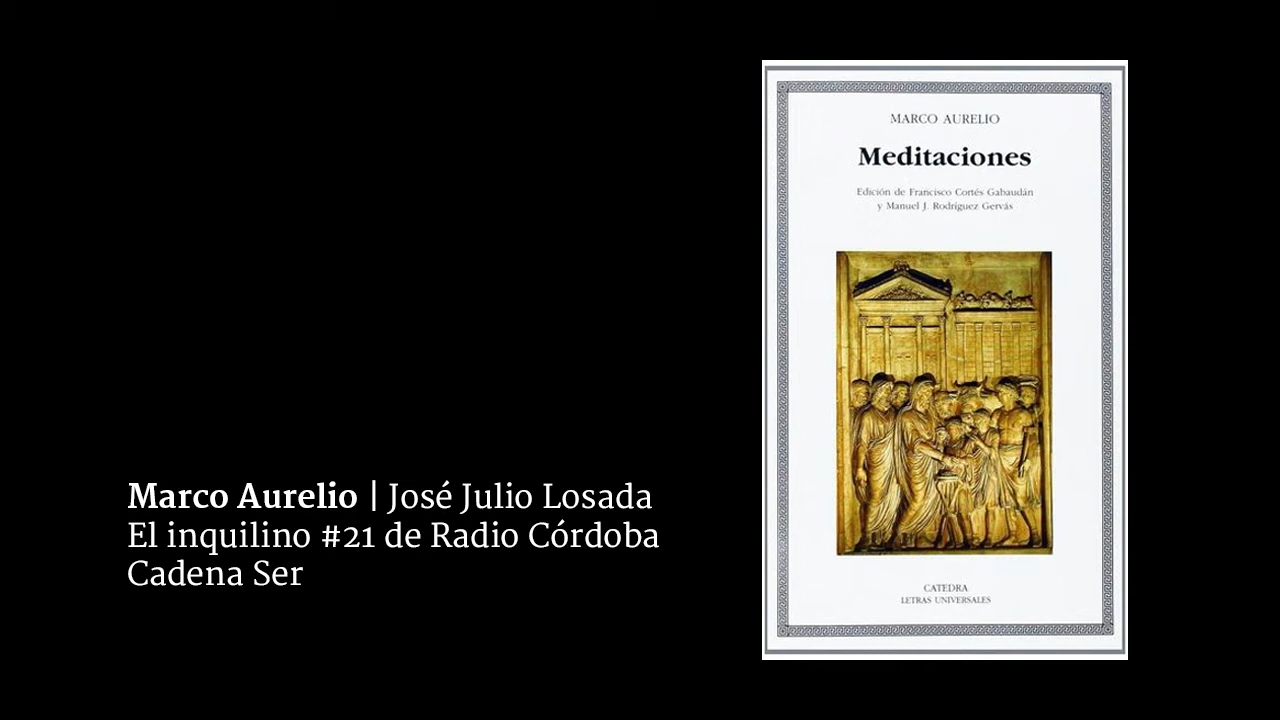 Marco Aurelio | José Julio Losada
El inquilino #21 de Radio Córdoba
Cadena Ser
MARCO AURELIO
Meditaciones
Edición de Francisco Cortés Gabaudán
y Manuel J. Rodríguez Gervás
CATEDRA
LETRAS UNIVERSALES